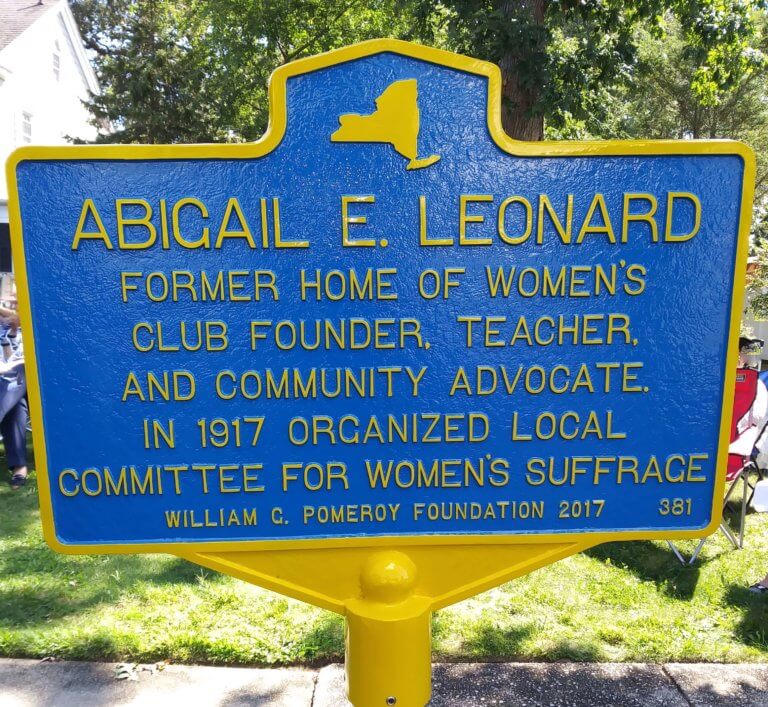 ABIGAIL E. LEONARD
FORMER HOME OF WOMEN'S
CLUB FOUNDER, TEACHER,
AND COMMUNITY ADVOCATE.
IN 1917 ORGANIZED LOCAL
COMMITTEE FOR WOMEN'S SUFFRAGE
WILLIAM G. POMEROY FOUNDATION 2017 381